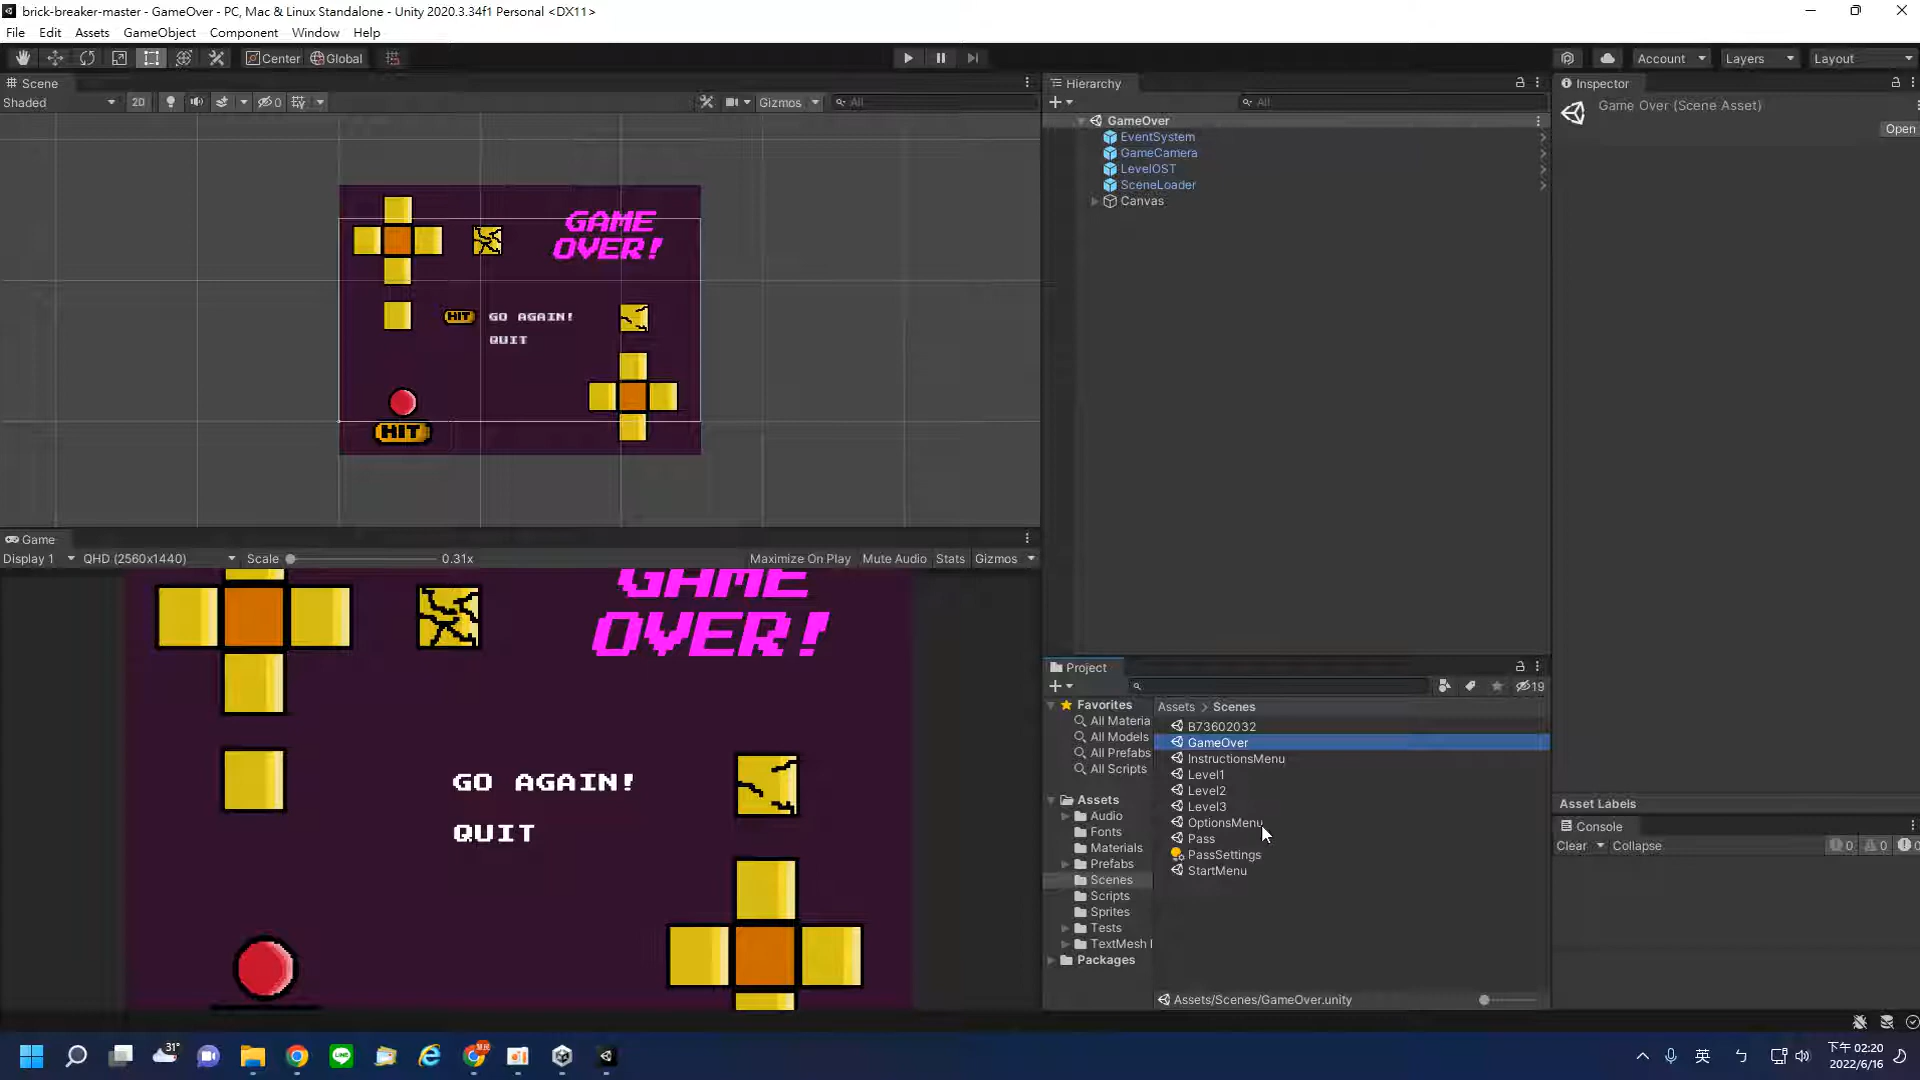 brick-breaker-master - GameOver - PC, Mac & Linux Standalone - Unity 2020.3.34f1 Personal <DX11>
File Edit Assets GameObject Component Window Help
Center Global
Account Layers Layout
Scene
Shaded 2D 0 Gizmos All
GAME
OVER!
HIT GO AGAIN!
QUIT
HIT
Game
Display 1 QHD (2560x1440) Scale 0.31x Maximize On Play Mute Audio Stats Gizmos
GAME
OVER!
GO AGAIN!
QUIT
Hierarchy
All
GameOver
EventSystem
GameCamera
LevelOST
SceneLoader
Canvas
Project
19
Favorites
All Materia
All Models
All Prefabs
All Scripts
Assets
Audio
Fonts
Materials
Prefabs
Scenes
Scripts
Sprites
Tests
TextMesh
Packages
Assets > Scenes
B73602032
GameOver
InstructionsMenu
Level1
Level2
Level3
OptionsMenu
Pass
PassSettings
StartMenu
Assets/Scenes/GameOver.unity
Inspector
Game Over (Scene Asset)
Open
Asset Labels
Console
Clear Collapse 0 0 0
31°
英
下午 02:20
2022/6/16